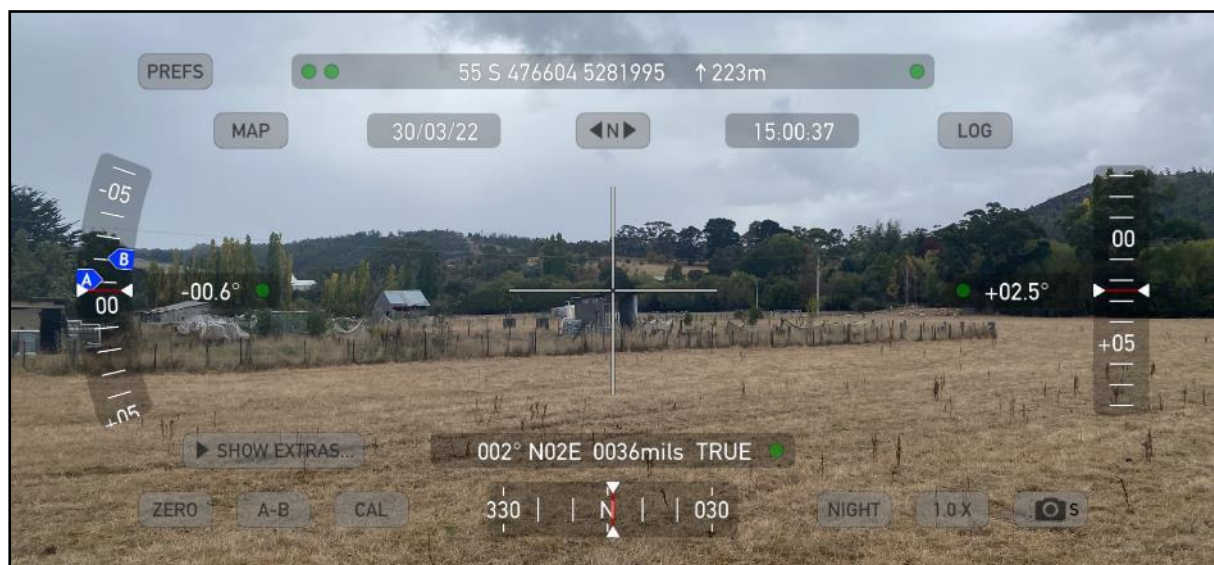 PREFS
55 S 476604 5281995 ↑ 223m
MAP
30/03/22
◀N▶
15:00:37
LOG
-05
B
A
00
+05
-00.6°
+02.5°
00
+05
▶ SHOW EXTRAS...
002° N02E 0036mils TRUE
ZERO
A-B
CAL
330 | | N | | 030
NIGHT
1.0 X
S